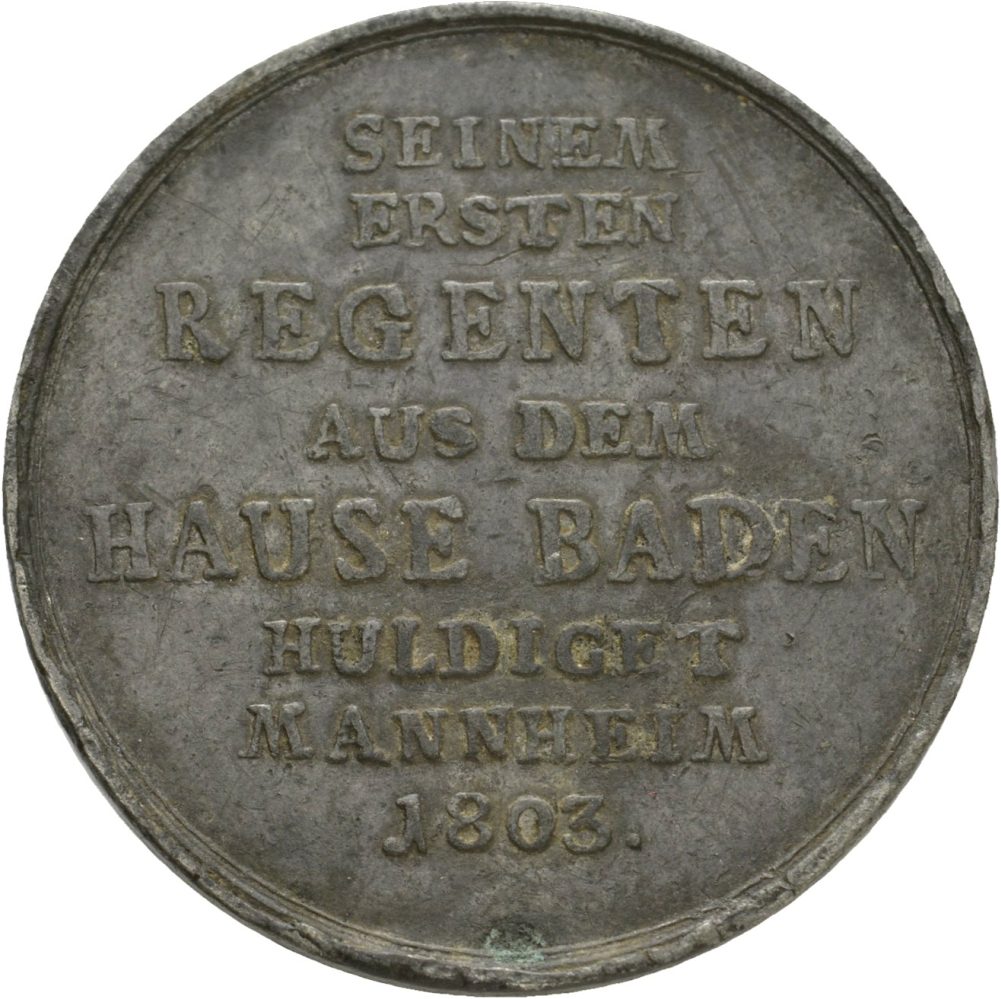 SEINEM
ERSTEN
REGENTEN
AUS DEM
HAUSE BADEN
HULDIGET
MANNHEIM
1803.